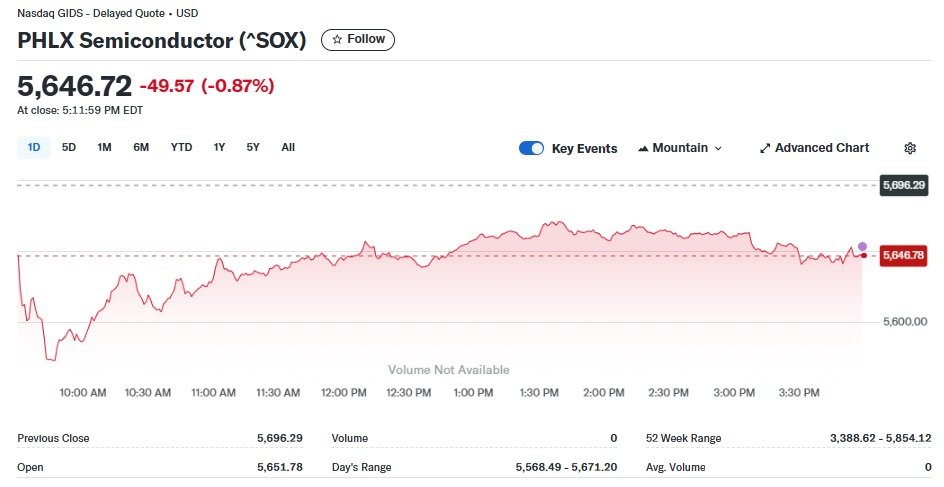 Nasdaq GIDS - Delayed Quote • USD
PHLX Semiconductor (^SOX)
Follow
5,646.72 -49.57 (-0.87%)
At close: 5:11:59 PM EDT
1D 5D 1M 6M YTD 1Y 5Y All
Key Events Mountain Advanced Chart
5,696.29
5,646.78
5,600.00
Volume Not Available
10:00 AM 10:30 AM 11:00 AM 11:30 AM 12:00 PM 12:30 PM 1:00 PM 1:30 PM 2:00 PM 2:30 PM 3:00 PM 3:30 PM
Previous Close 5,696.29 Volume 0 52 Week Range 3,388.62 - 5,854.12
Open 5,651.78 Day's Range 5,568.49 - 5,671.20 Avg. Volume 0